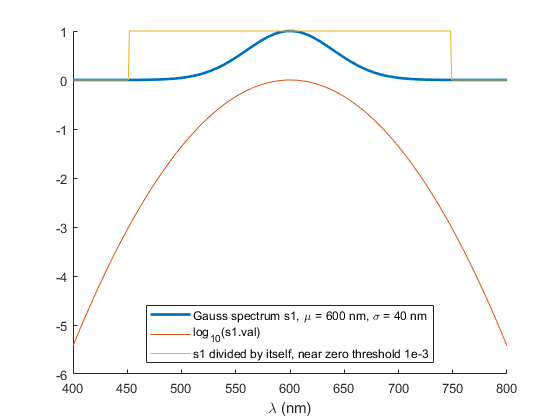 1
0
-1
-2
-3
-4
-5
-6
400 450 500 550 600 650 700 750 800
λ (nm)
Gauss spectrum s1, μ = 600 nm, σ = 40 nm
log10(s1.val)
s1 divided by itself, near zero threshold 1e-3